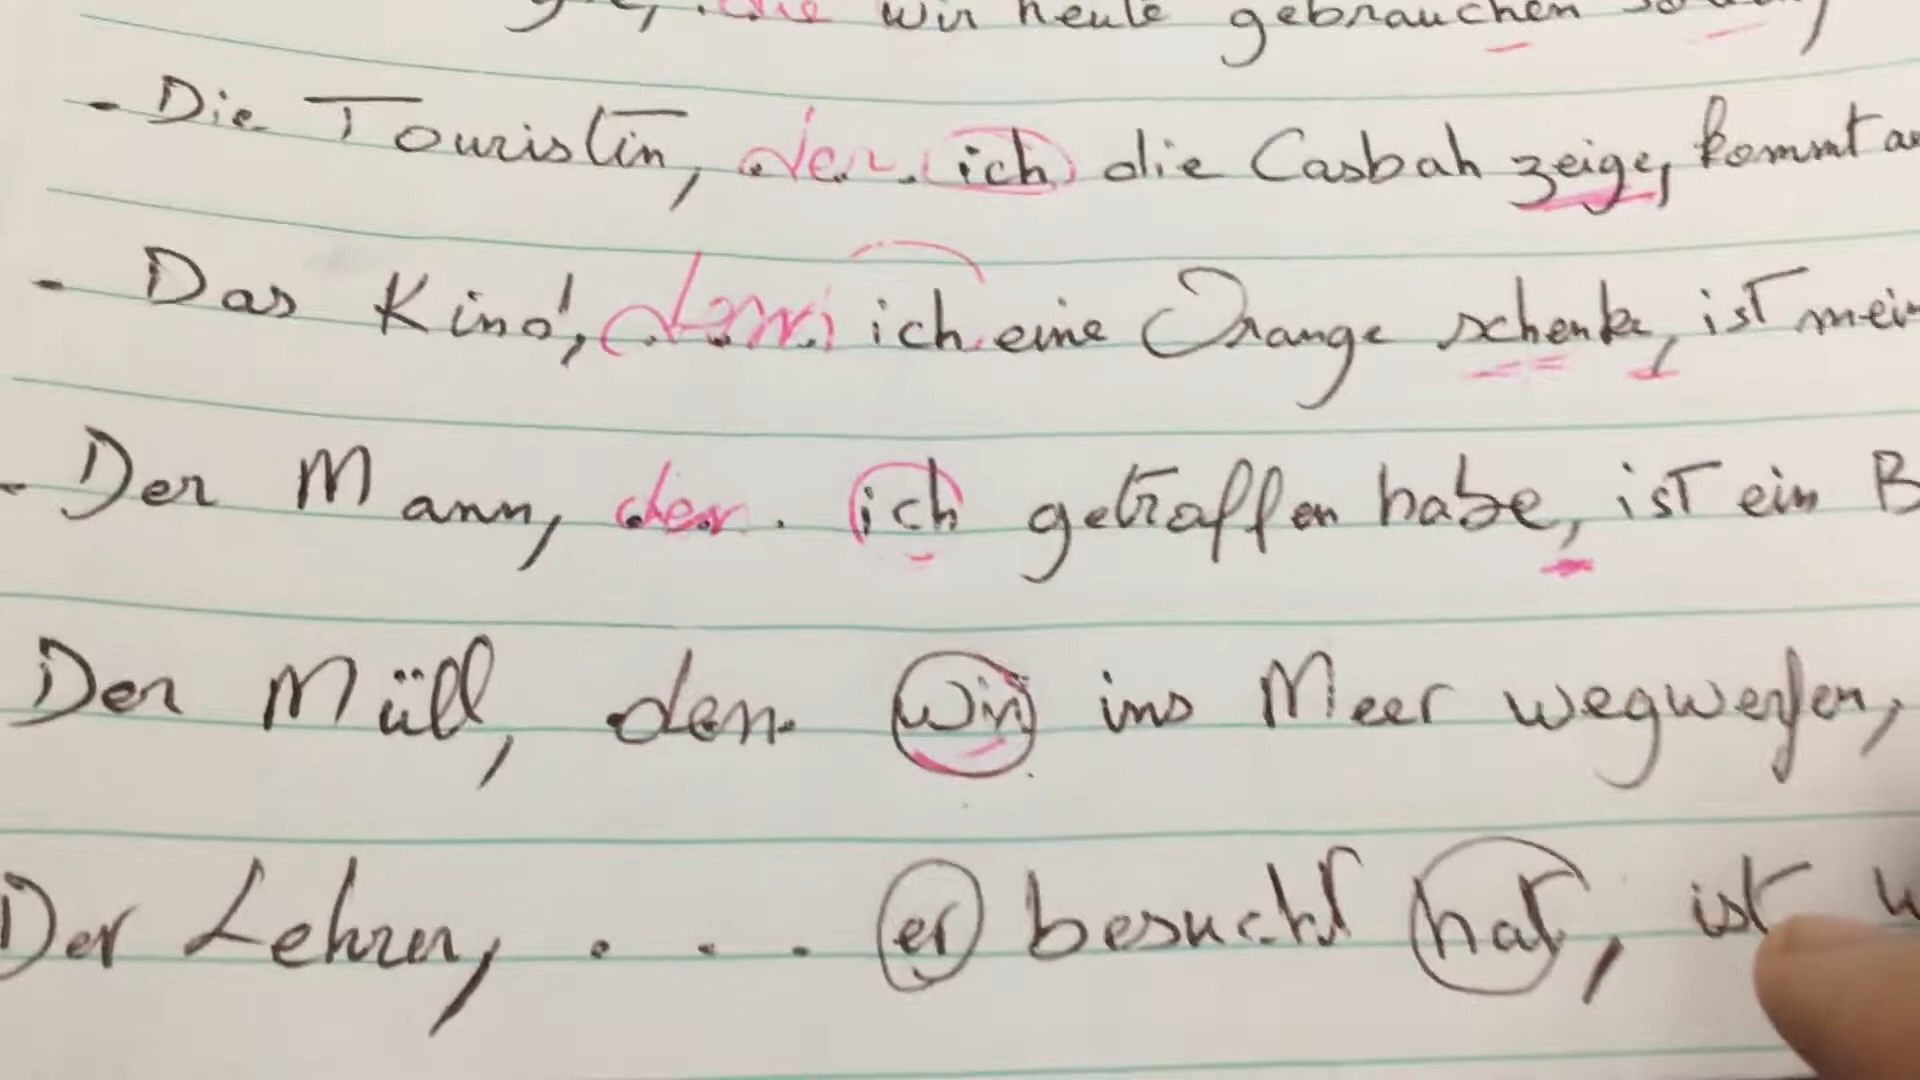 die wir heute gebrauchen
- Die Touristin, der ich die Casbah zeige, kommt
- Das Kind, dem ich eine Orange schenke, ist
- Der Mann, den ich getroffen habe, ist ein
Der Müll, den wir ins Meer wegwerfen,
Der Lehrer, . . . er besucht hat, ist